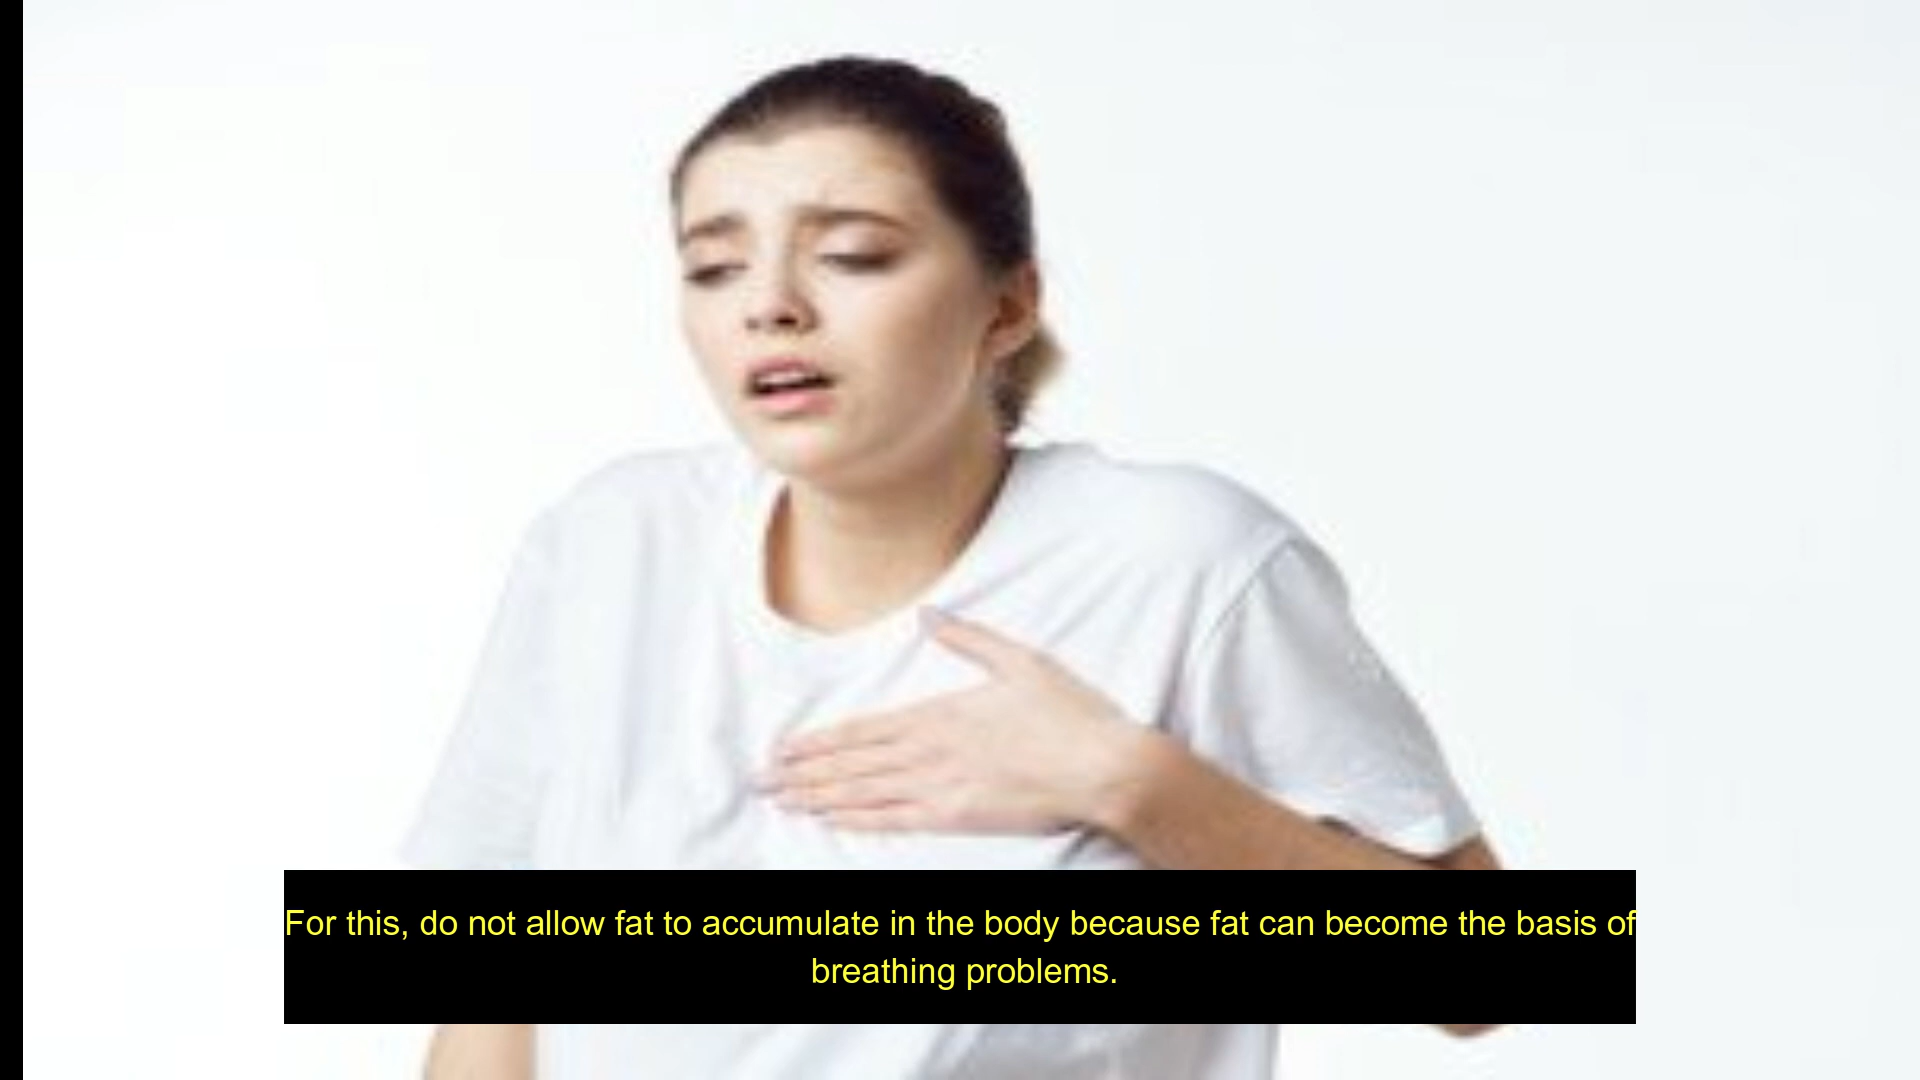 For this, do not allow fat to accumulate in the body because fat can become the basis of
breathing problems.